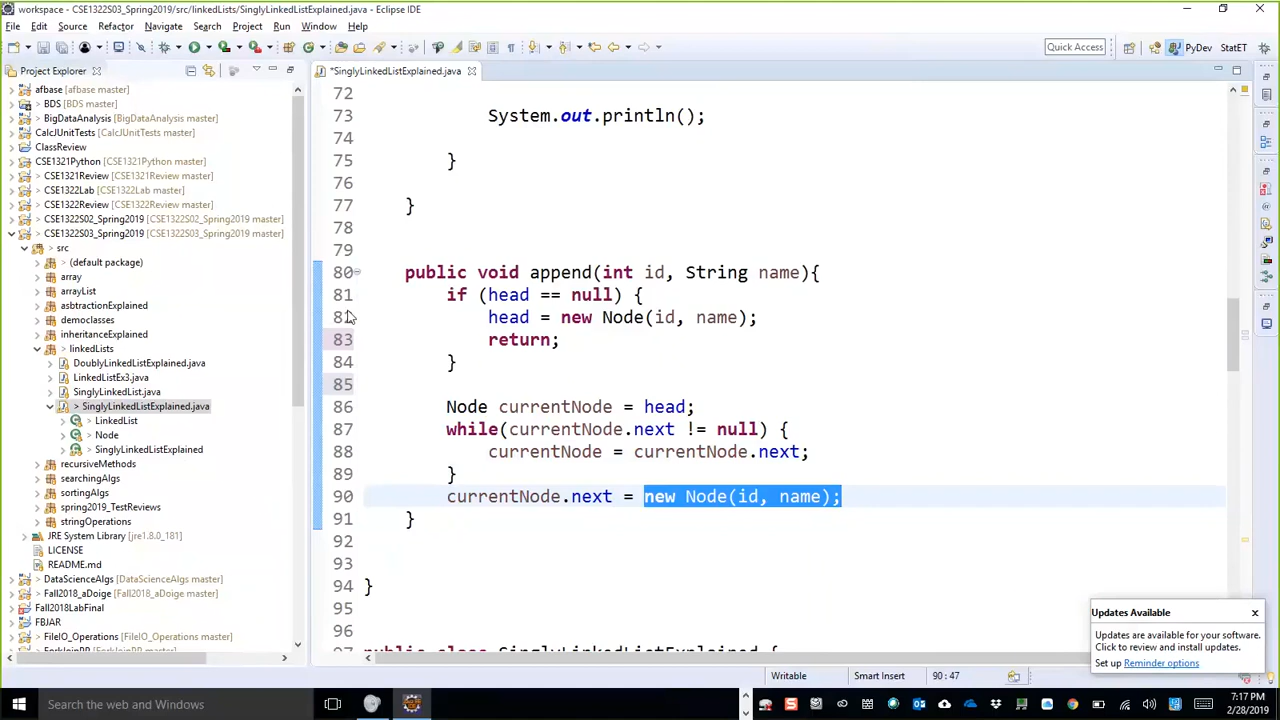 workspace - CSE1322S03_Spring2019/src/linkedLists/SinglyLinkedListExplained.java - Eclipse IDE
File Edit Source Refactor Navigate Search Project Run Window Help
Quick Access PyDev StatET
Project Explorer
*SinglyLinkedListExplained.java
afbase (afbase master)
BDS [BDS master]
BigDataAnalysis [BigDataAnalysis master]
CalcJUnitTests [CalcJUnitTests master]
ClassReview
CSE1321Python [CSE1321Python master]
CSE1321Review [CSE1321Review master]
CSE1322Lab [CSE1322Lab master]
CSE1322Review [CSE1322Review master]
CSE1322S02_Spring2019 [CSE1322S02_Spring2019 master]
CSE1322S03_Spring2019 [CSE1322S03_Spring2019 master]
src
(default package)
array
arrayList
asbtractionExplained
democlasses
inheritanceExplained
linkedLists
DoublyLinkedListExplained.java
LinkedListEx3.java
SinglyLinkedList.java
> SinglyLinkedListExplained.java
LinkedList
Node
SinglyLinkedListExplained
recursiveMethods
searchingAlgs
sortingAlgs
spring2019_TestReviews
stringOperations
JRE System Library [jre1.8.0_181]
LICENSE
README.md
DataScienceAlgs [DataScienceAlgs master]
Fall2018_aDoige [Fall2018_aDoige master]
Fall2018LabFinal
FBJAR
FileIO_Operations [FileIO_Operations master]
72
73 System.out.println();
74
75 }
76
77 }
78
79
80 public void append(int id, String name){
81 if (head == null) {
82 head = new Node(id, name);
83 return;
84 }
85
86 Node currentNode = head;
87 while(currentNode.next != null) {
88 currentNode = currentNode.next;
89 }
90 currentNode.next = new Node(id, name);
91 }
92
93
94 }
95
96
Updates Available
Updates are available for your software.
Click to review and install updates.
Set up Reminder options
Writable Smart Insert 90 : 47
Search the web and Windows
7:17 PM
2/28/2019